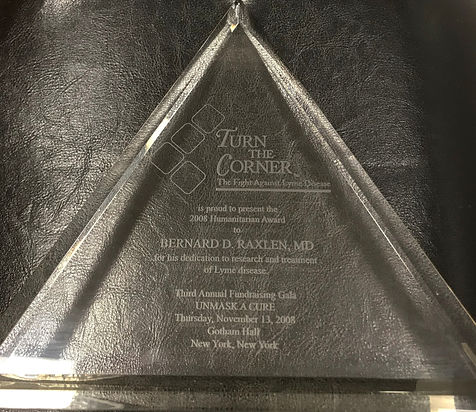 TURN
THE
CORNER
The Fight Against Lyme Disease
is proud to present the
2008 Humanitarian Award
to
BERNARD D. RAXLEN, MD
for his dedication to research and treatment
of Lyme disease.
Third Annual Fundraising Gala
UNMASK A CURE
Thursday, November 13, 2008
Gotham Hall
New York, New York